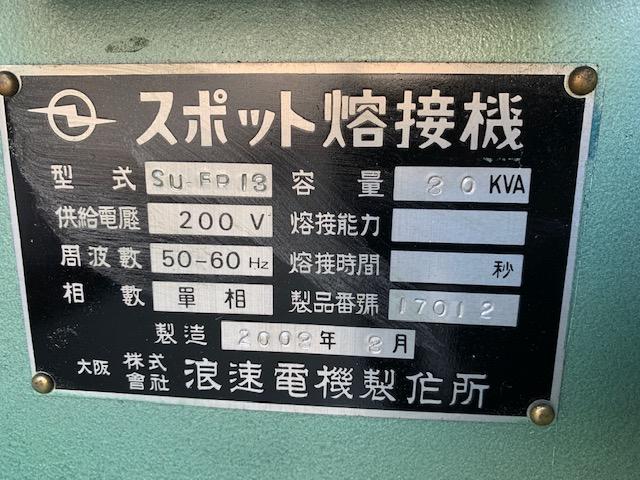 スポット熔接機
型式 SU-FP13 容量 30 KVA
供給電壓 200 V 熔接能力
周波數 50-60 Hz 熔接時間 秒
相數 單相 製品番號 17012
製造 2002年 3月
大阪 株式會社 浪速電機製作所